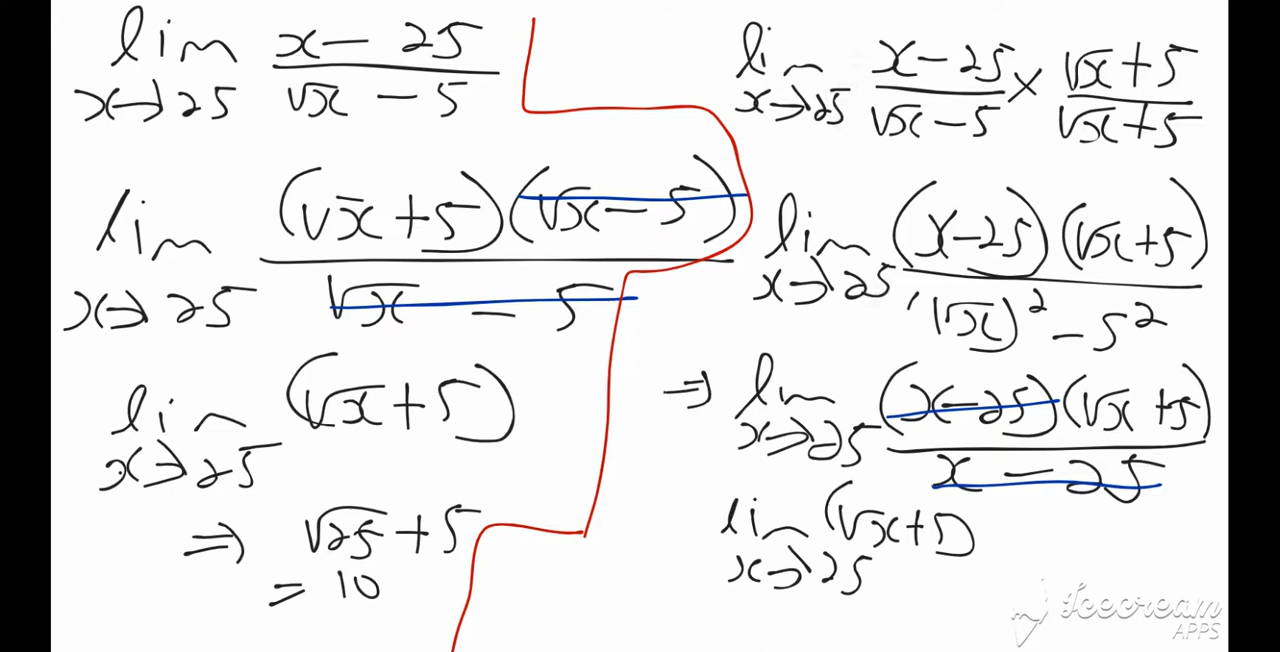 lim x→25 (x − 25)/(√x − 5)
lim x→25 (√x + 5)(√x − 5)/(√x − 5)
lim x→25 (√x + 5)
⇒ √25 + 5
= 10
lim x→25 (x − 25)/(√x − 5) × (√x + 5)/(√x + 5)
lim x→25 (x − 25)(√x + 5)/((√x)² − 5²)
⇒ lim x→25 (x − 25)(√x + 5)/(x − 25)
lim x→25 (√x + 5)
Icecream
APPS